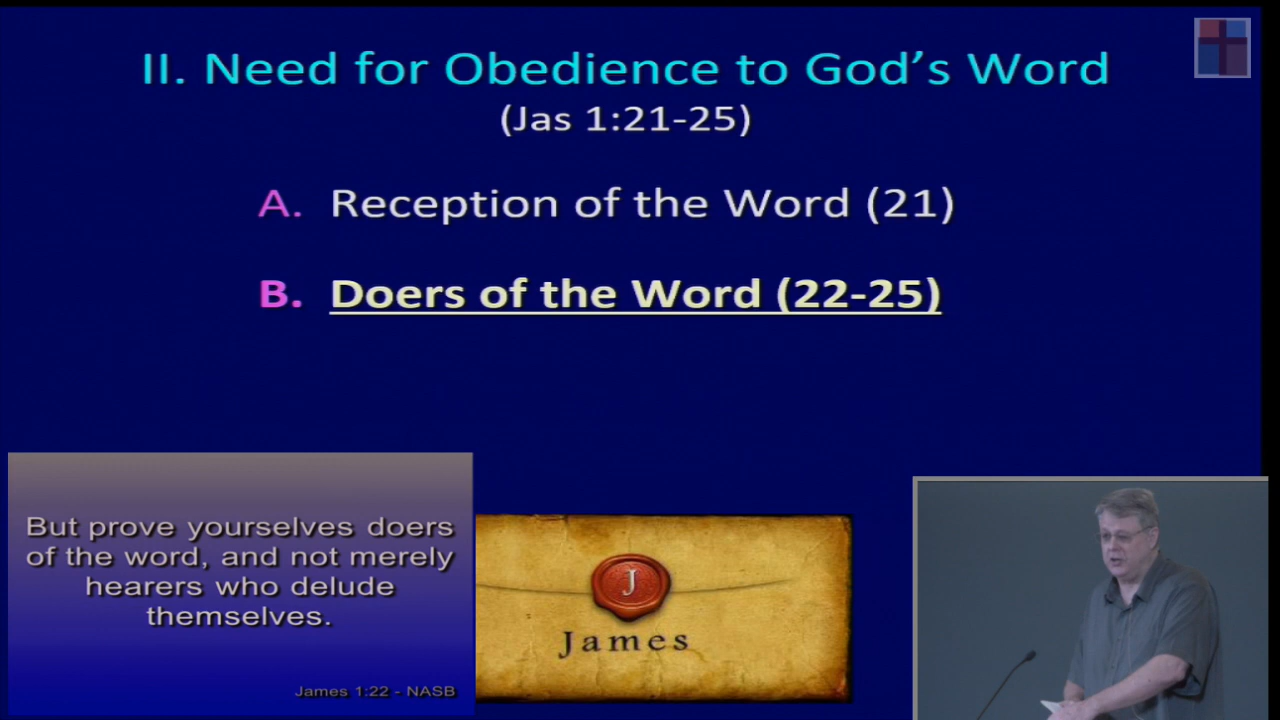 II. Need for Obedience to God's Word
(Jas 1:21-25)
A. Reception of the Word (21)
B. Doers of the Word (22-25)
But prove yourselves doers
of the word, and not merely
hearers who delude
themselves.
James 1:22 - NASB
J
James